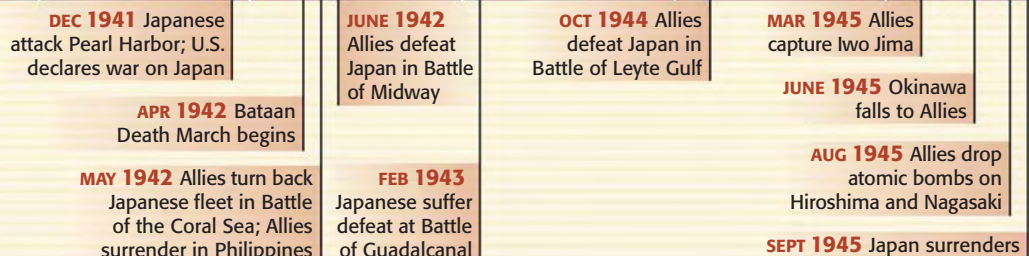 DEC 1941 Japanese
attack Pearl Harbor; U.S.
declares war on Japan
APR 1942 Bataan
Death March begins
MAY 1942 Allies turn back
Japanese fleet in Battle
of the Coral Sea; Allies
surrender in Philippines
JUNE 1942
Allies defeat
Japan in Battle
of Midway
FEB 1943
Japanese suffer
defeat at Battle
of Guadalcanal
OCT 1944 Allies
defeat Japan in
Battle of Leyte Gulf
MAR 1945 Allies
capture Iwo Jima
JUNE 1945 Okinawa
falls to Allies
AUG 1945 Allies drop
atomic bombs on
Hiroshima and Nagasaki
SEPT 1945 Japan surrenders